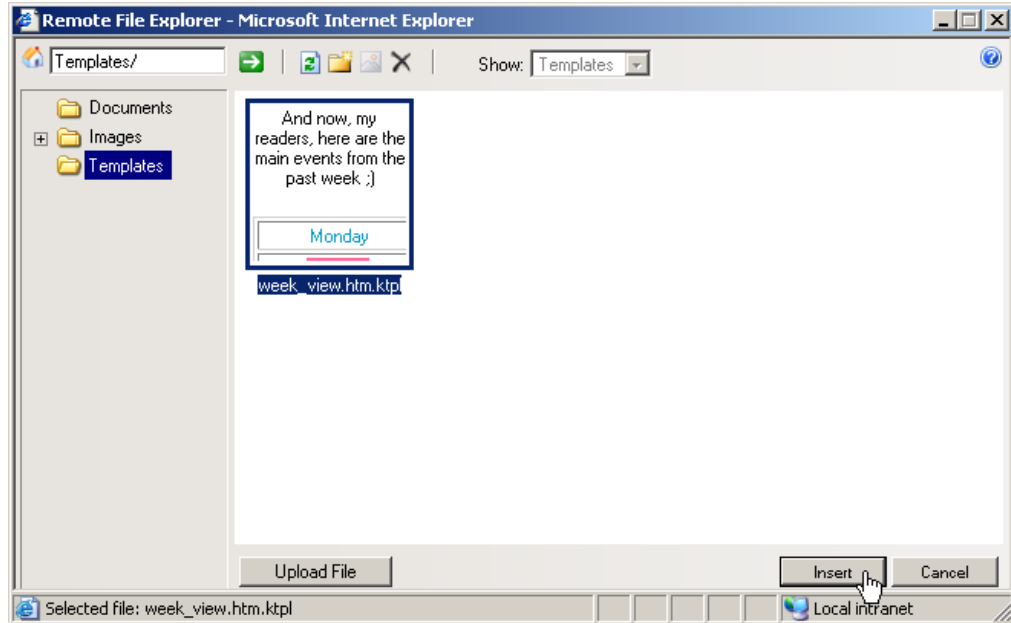 Remote File Explorer - Microsoft Internet Explorer
Templates/
Show: Templates
Documents
Images
Templates
And now, my
readers, here are the
main events from the
past week ;)
Monday
week_view.htm.ktpl
Upload File
Insert
Cancel
Selected file: week_view.htm.ktpl
Local intranet